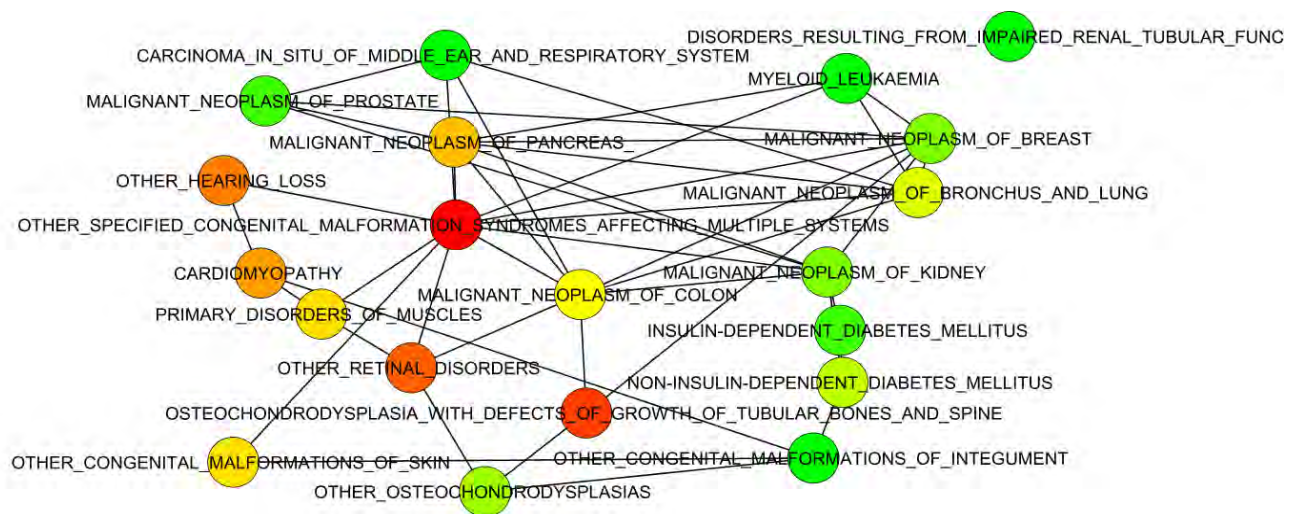 DISORDERS_RESULTING_FROM_IMPAIRED_RENAL_TUBULAR_FUNC
CARCINOMA_IN_SITU_OF_MIDDLE_EAR_AND_RESPIRATORY_SYSTEM
MYELOID_LEUKAEMIA
MALIGNANT_NEOPLASM_OF_PROSTATE
MALIGNANT_NEOPLASM_OF_PANCREAS_
MALIGNANT_NEOPLASM_OF_BREAST
OTHER_HEARING_LOSS
MALIGNANT_NEOPLASM_OF_BRONCHUS_AND_LUNG
OTHER_SPECIFIED_CONGENITAL_MALFORMATION_SYNDROMES_AFFECTING_MULTIPLE_SYSTEMS
CARDIOMYOPATHY
MALIGNANT_NEOPLASM_OF_KIDNEY
MALIGNANT_NEOPLASM_OF_COLON
PRIMARY_DISORDERS_OF_MUSCLES
INSULIN-DEPENDENT_DIABETES_MELLITUS
OTHER_RETINAL_DISORDERS
NON-INSULIN-DEPENDENT_DIABETES_MELLITUS
OSTEOCHONDRODYSPLASIA_WITH_DEFECTS_OF_GROWTH_OF_TUBULAR_BONES_AND_SPINE
OTHER_CONGENITAL_MALFORMATIONS_OF_SKIN
OTHER_CONGENITAL_MALFORMATIONS_OF_INTEGUMENT
OTHER_OSTEOCHONDRODYSPLASIAS